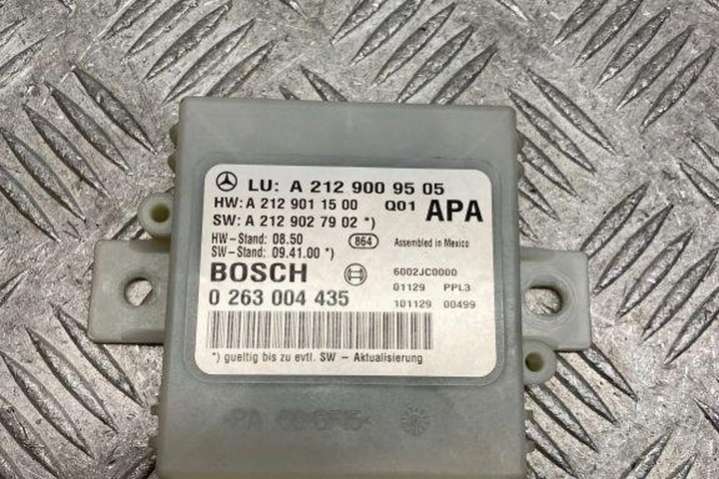 LU: A 212 900 95 05
HW: A 212 901 15 00 Q01 APA
SW: A 212 902 79 02 *)
HW-Stand: 08.50 864 Assembled in Mexico
SW-Stand: 09.41.00 *)
BOSCH 6002JC0000
0 263 004 435 01129 PPL3
101129 00499
*) gueltig bis zu evtl. SW - Aktualisierung